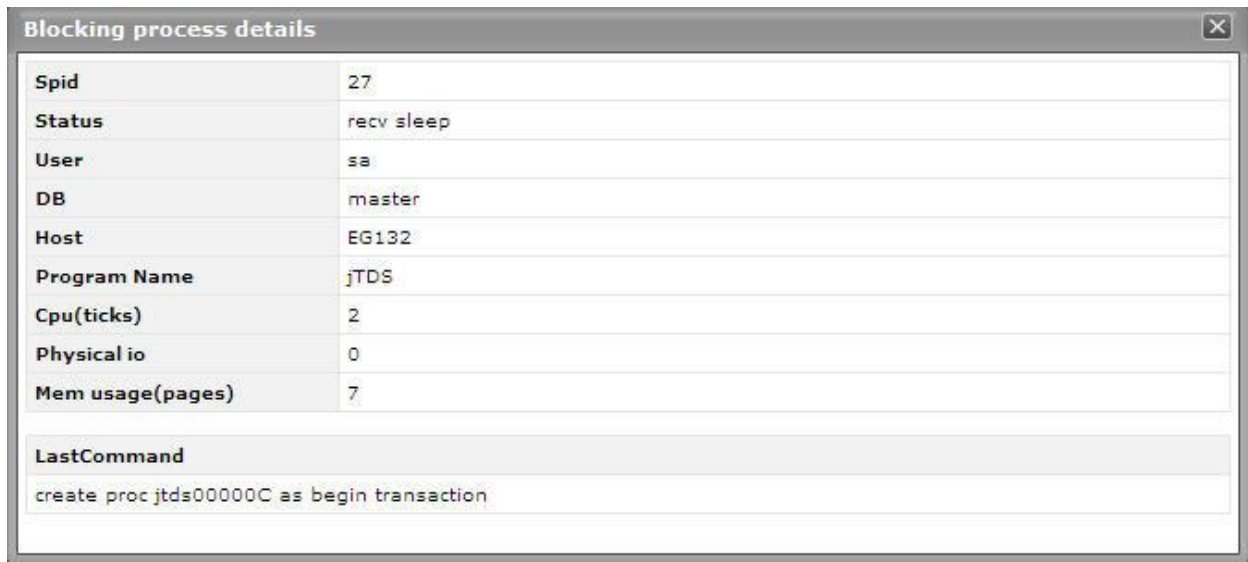 Blocking process details
Spid 27
Status recv sleep
User sa
DB master
Host EG132
Program Name jTDS
Cpu(ticks) 2
Physical io 0
Mem usage(pages) 7
LastCommand
create proc jtds00000C as begin transaction